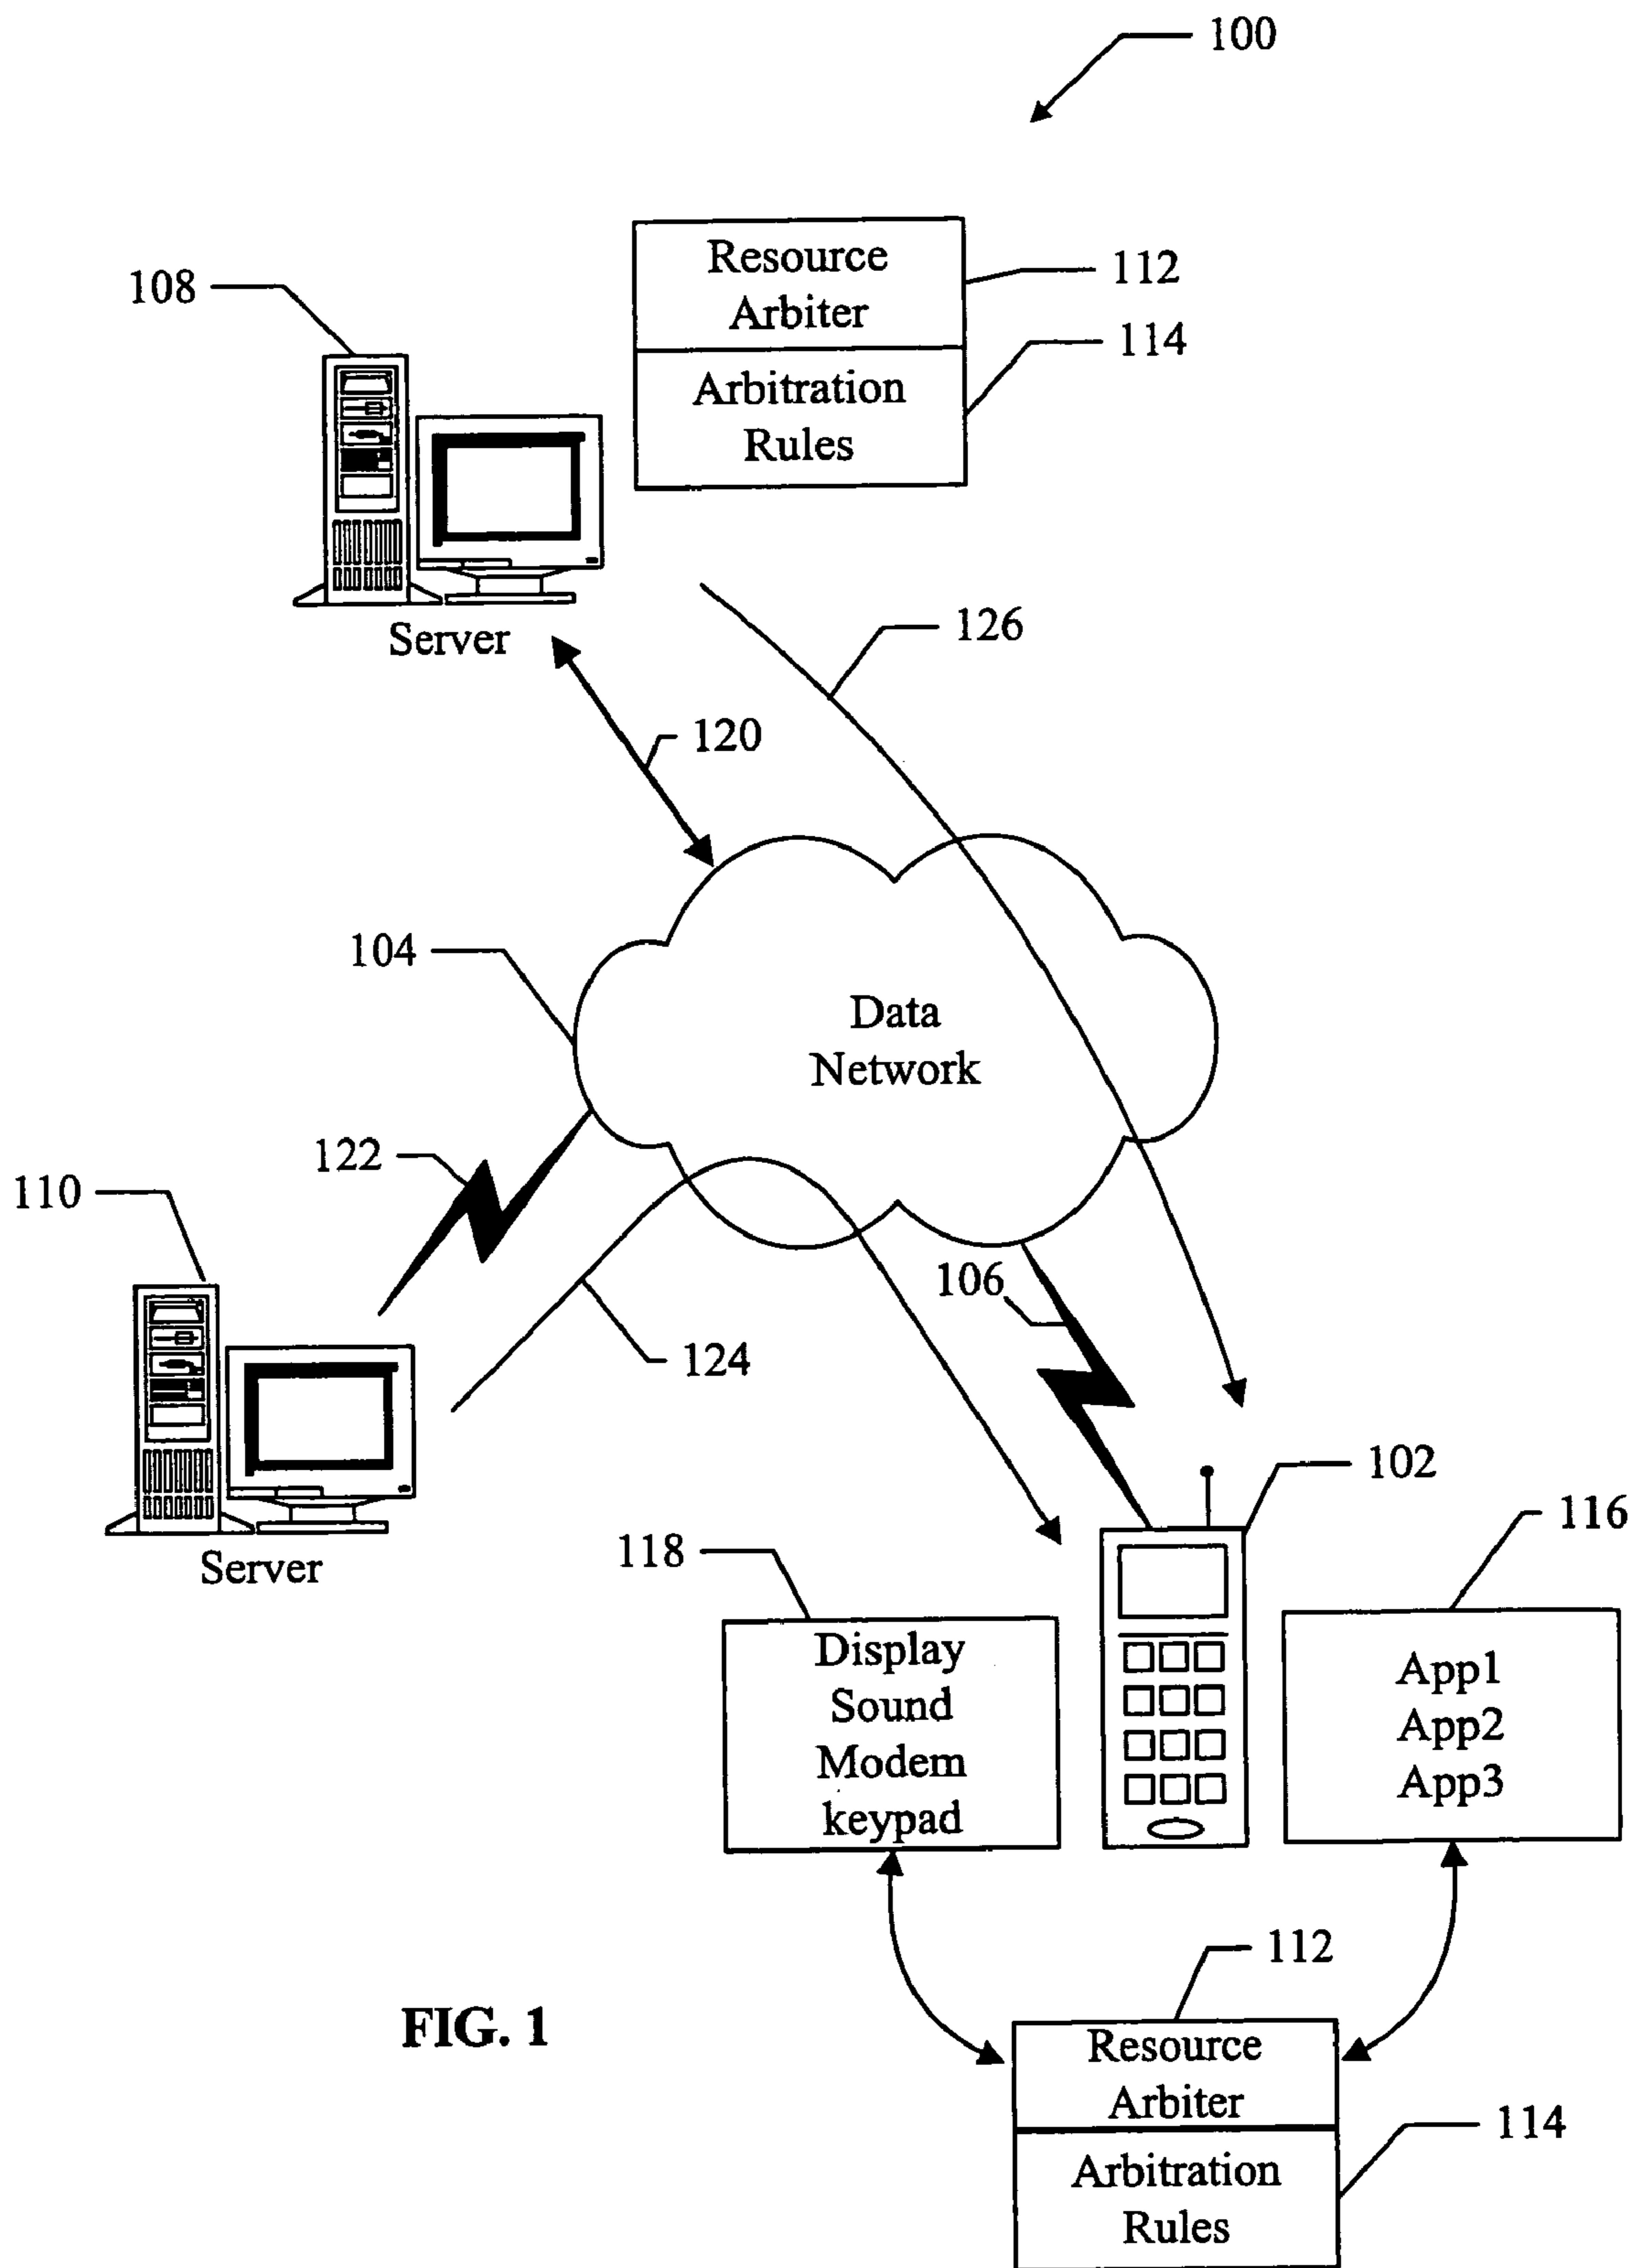 100
Resource
Arbiter
112
108
114
Arbitration
Rules
Server
126
120
104
Data
Network
122
110
106
124
102
116
Server
118
Display
Sound
Modem
keypad
App1
App2
App3
112
FIG. 1
Resource
Arbiter
114
Arbitration
Rules